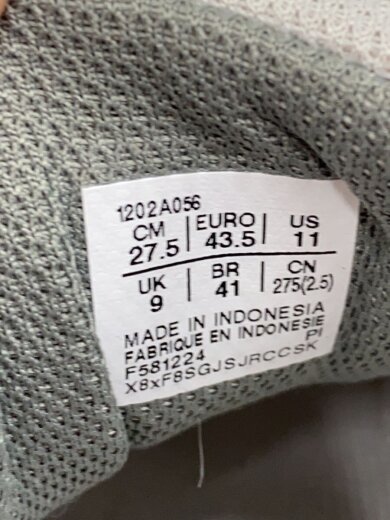 1202A056
CM EURO US
27.5 43.5 11
UK BR CN
9 41 275(2.5)
MADE IN INDONESIA
FABRIQUE EN INDONESIE
F581224 PI
X8xF8SGJSJRCCSK